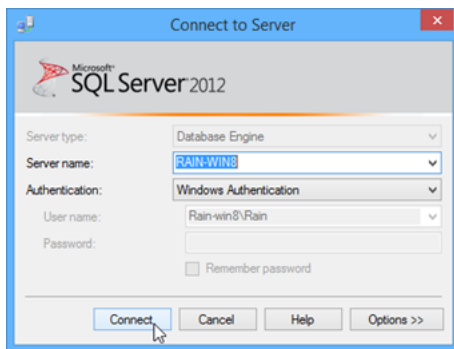 Connect to Server
Microsoft
SQL Server 2012
Server type: Database Engine
Server name: RAIN-WIN8
Authentication: Windows Authentication
User name: Rain-win8\Rain
Password:
Remember password
Connect Cancel Help Options >>